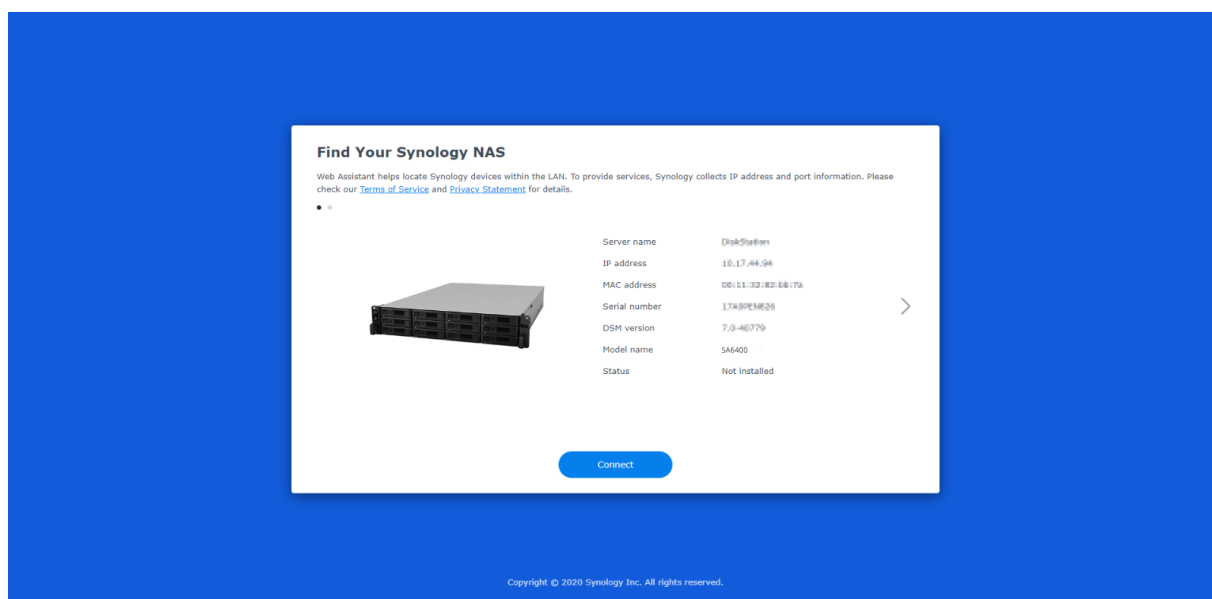 Find Your Synology NAS
Web Assistant helps locate Synology devices within the LAN. To provide services, Synology collects IP address and port information. Please
check our Terms of Service and Privacy Statement for details.
Server name DiskStation
IP address
MAC address
Serial number
DSM version
Model name SA6400
Status Not installed
Connect
Copyright © 2020 Synology Inc. All rights reserved.